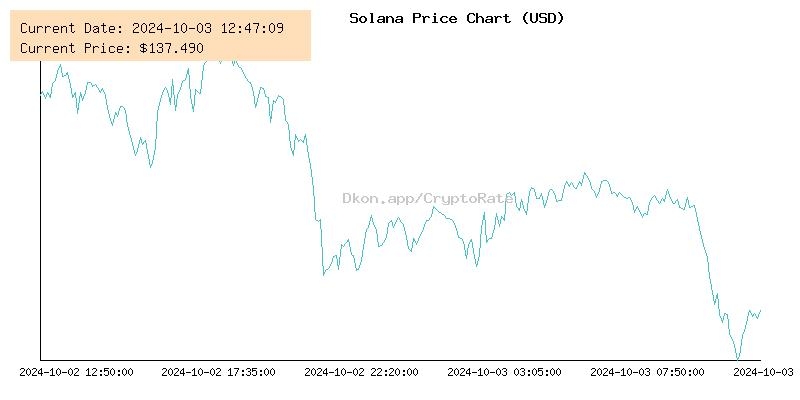 Solana Price Chart (USD)
Current Date: 2024-10-03 12:47:09
Current Price: $137.490
Dkon.app/CryptoRate
2024-10-02 12:50:00
2024-10-02 17:35:00
2024-10-02 22:20:00
2024-10-03 03:05:00
2024-10-03 07:50:00
2024-10-03